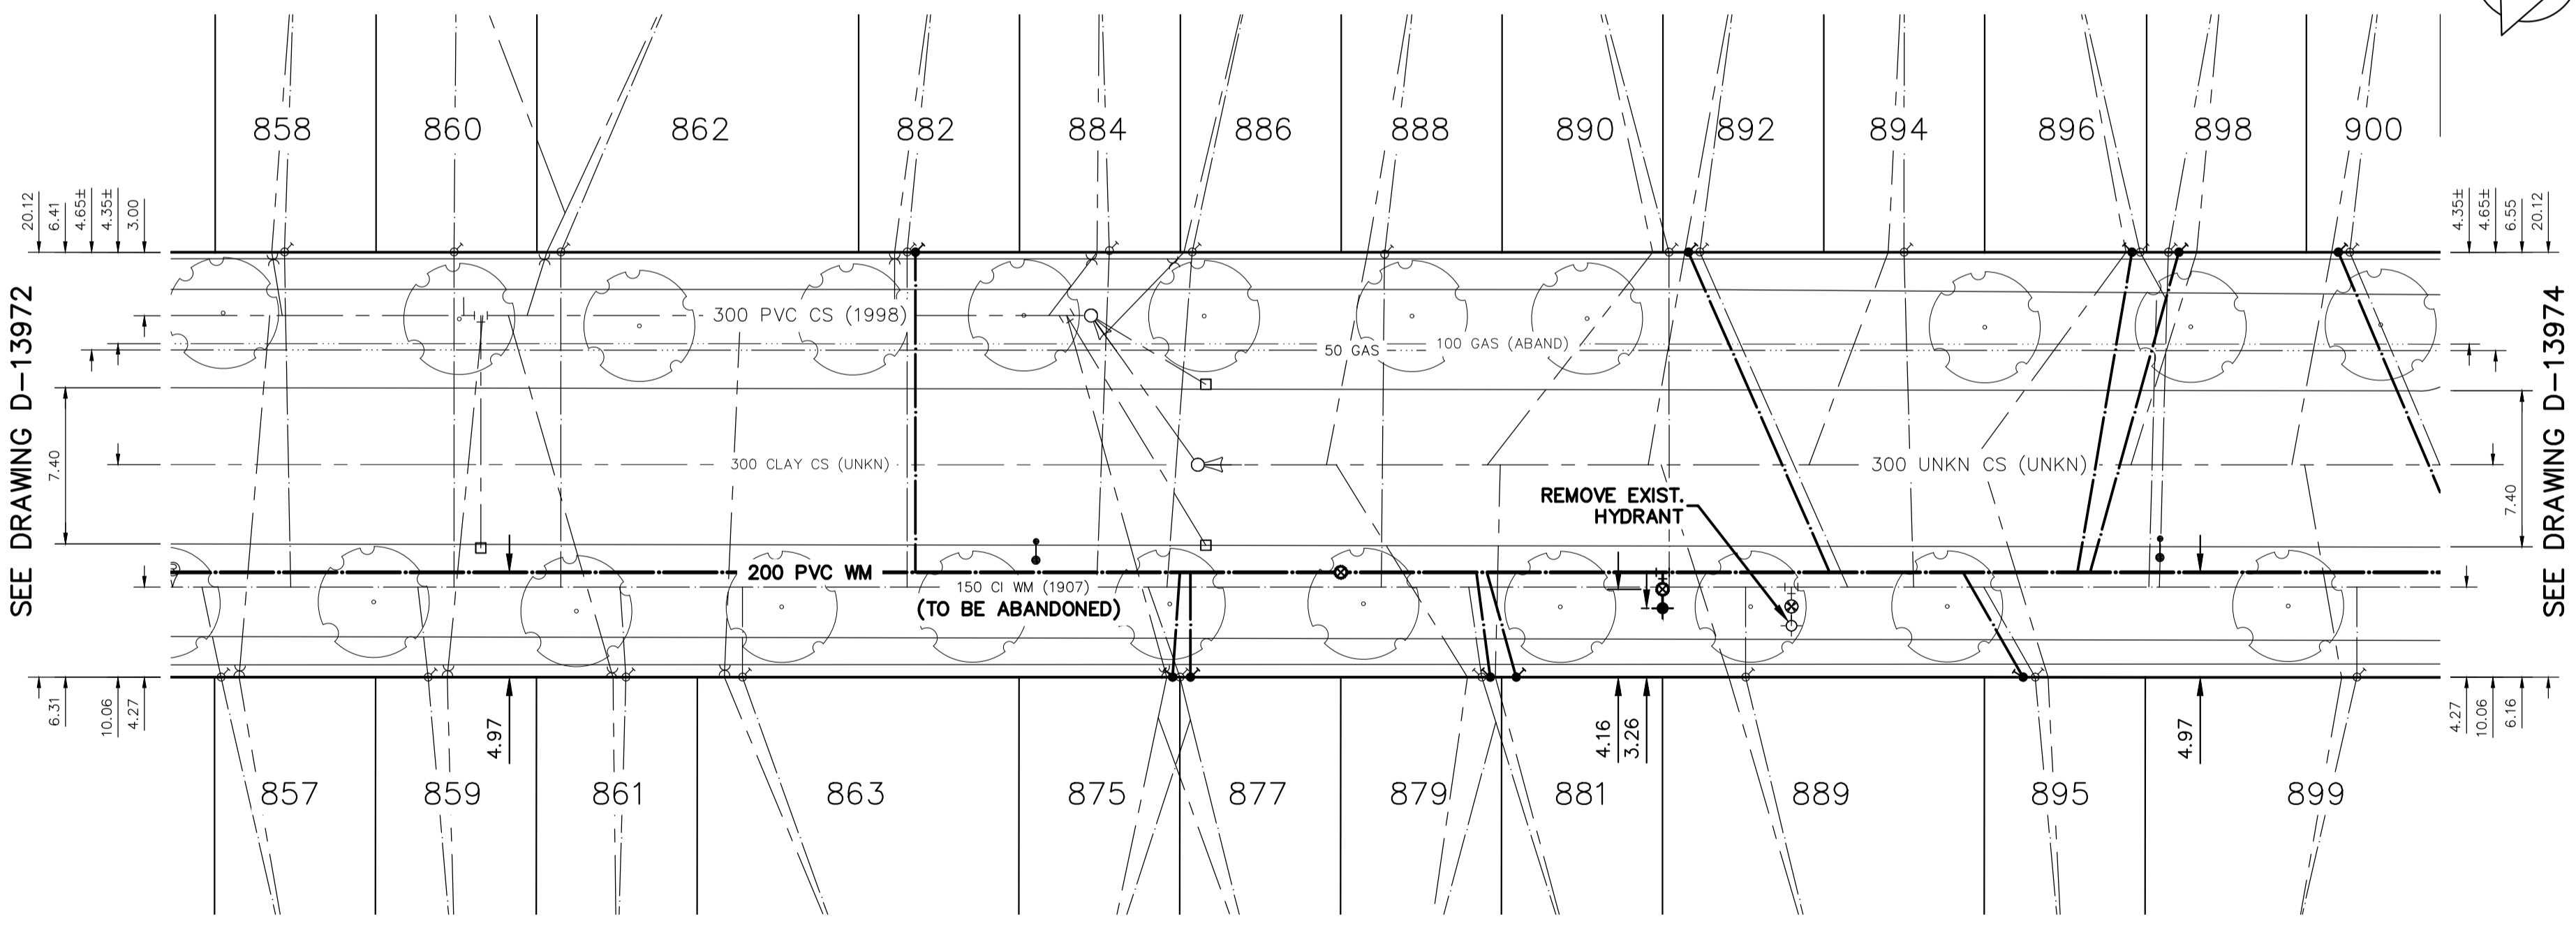 858 860 862 882 884 886 888 890 892 894 896 898 900
20.12 6.41 4.65± 4.35± 3.00
4.35± 4.65± 6.55 20.12
SEE DRAWING D-13972
SEE DRAWING D-13974
300 PVC CS (1998)
50 GAS
100 GAS (ABAND)
7.40
300 CLAY CS (UNKN)
300 UNKN CS (UNKN)
7.40
REMOVE EXIST.
HYDRANT
200 PVC WM
150 CI WM (1907)
(TO BE ABANDONED)
6.31 10.06 4.27
4.97
4.16 3.26
4.97
4.27 10.06 6.16
857 859 861 863 875 877 879 881 889 895 899